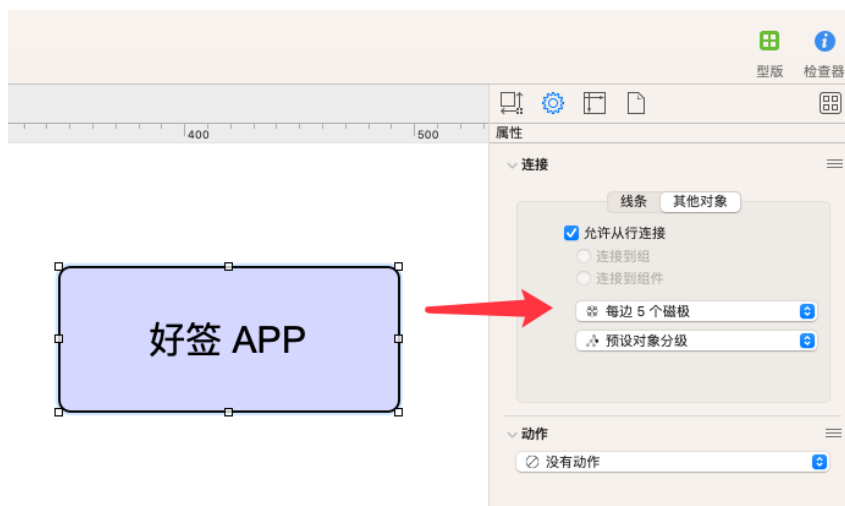 型版 检查器
400 500
属性
连接
线条 其他对象
允许从行连接
连接到组
连接到组件
每边 5 个磁极
预设对象分级
好签 APP
动作
没有动作